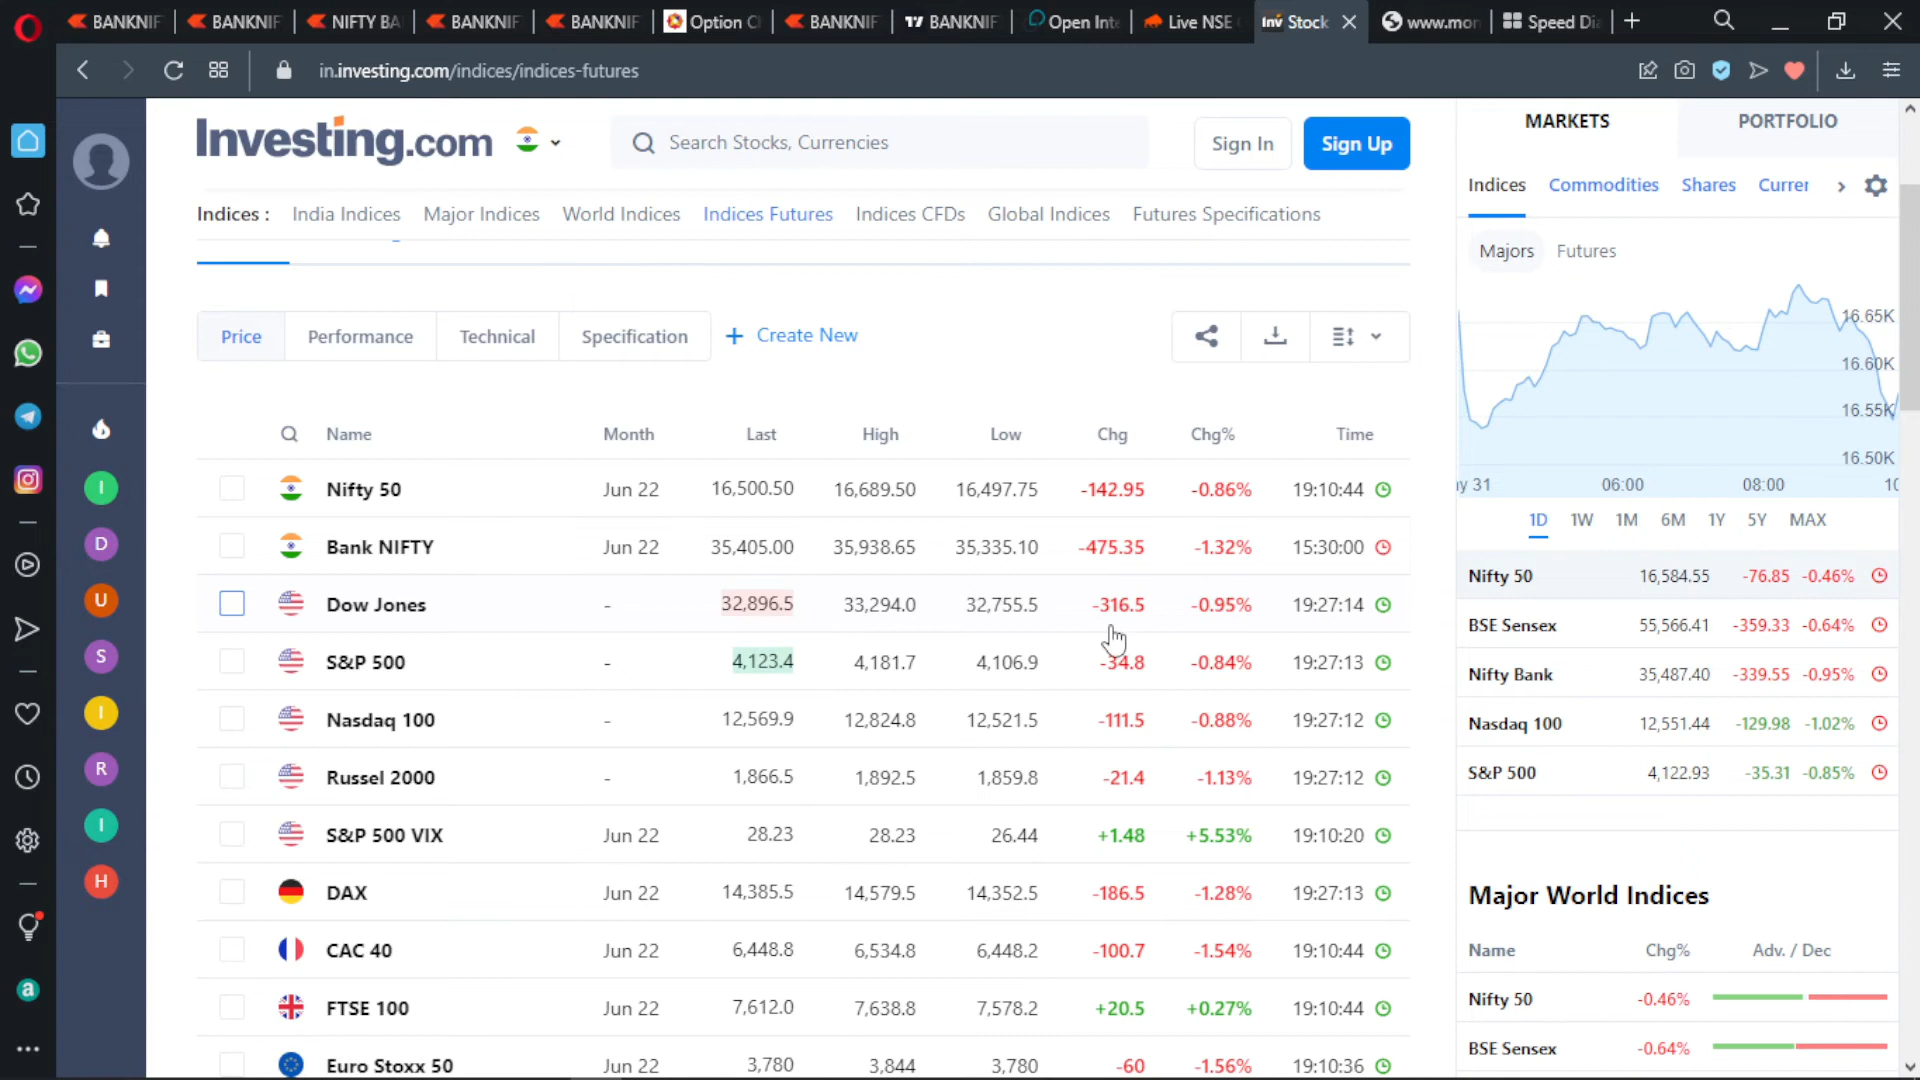 BANKNIF
BANKNIF
NIFTY BA
BANKNIF
BANKNIF
Option C
BANKNIF
BANKNIF
Open Inte
Live NSE
Inv Stock
www.mon
Speed Dia
in.investing.com/indices/indices-futures
Investing.com
Search Stocks, Currencies
Sign In
Sign Up
MARKETS
PORTFOLIO
Indices :
India Indices
Major Indices
World Indices
Indices Futures
Indices CFDs
Global Indices
Futures Specifications
Indices Commodities Shares Currer
Majors Futures
Price Performance Technical Specification + Create New
16.65K
16.60K
16.55K
16.50K
ay 31 06:00 08:00 10
1D 1W 1M 6M 1Y 5Y MAX
Name Month Last High Low Chg Chg% Time
Nifty 50 Jun 22 16,500.50 16,689.50 16,497.75 -142.95 -0.86% 19:10:44
Bank NIFTY Jun 22 35,405.00 35,938.65 35,335.10 -475.35 -1.32% 15:30:00
Dow Jones - 32,896.5 33,294.0 32,755.5 -316.5 -0.95% 19:27:14
S&P 500 - 4,123.4 4,181.7 4,106.9 -34.8 -0.84% 19:27:13
Nasdaq 100 - 12,569.9 12,824.8 12,521.5 -111.5 -0.88% 19:27:12
Russel 2000 - 1,866.5 1,892.5 1,859.8 -21.4 -1.13% 19:27:12
S&P 500 VIX Jun 22 28.23 28.23 26.44 +1.48 +5.53% 19:10:20
DAX Jun 22 14,385.5 14,579.5 14,352.5 -186.5 -1.28% 19:27:13
CAC 40 Jun 22 6,448.8 6,534.8 6,448.2 -100.7 -1.54% 19:10:44
FTSE 100 Jun 22 7,612.0 7,638.8 7,578.2 +20.5 +0.27% 19:10:44
Euro Stoxx 50 Jun 22 3,780 3,844 3,780 -60 -1.56% 19:10:36
Nifty 50 16,584.55 -76.85 -0.46%
BSE Sensex 55,566.41 -359.33 -0.64%
Nifty Bank 35,487.40 -339.55 -0.95%
Nasdaq 100 12,551.44 -129.98 -1.02%
S&P 500 4,122.93 -35.31 -0.85%
Major World Indices
Name Chg% Adv. / Dec
Nifty 50 -0.46%
BSE Sensex -0.64%
I
D
U
S
I
R
I
H
a